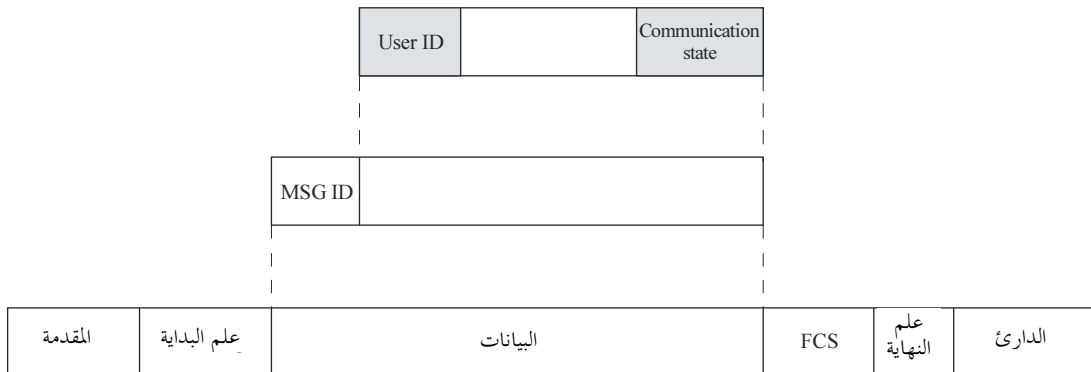 User ID
Communication
state
MSG ID
المقدمة
علم البداية
البيانات
FCS
علم
النهاية
الدارئ